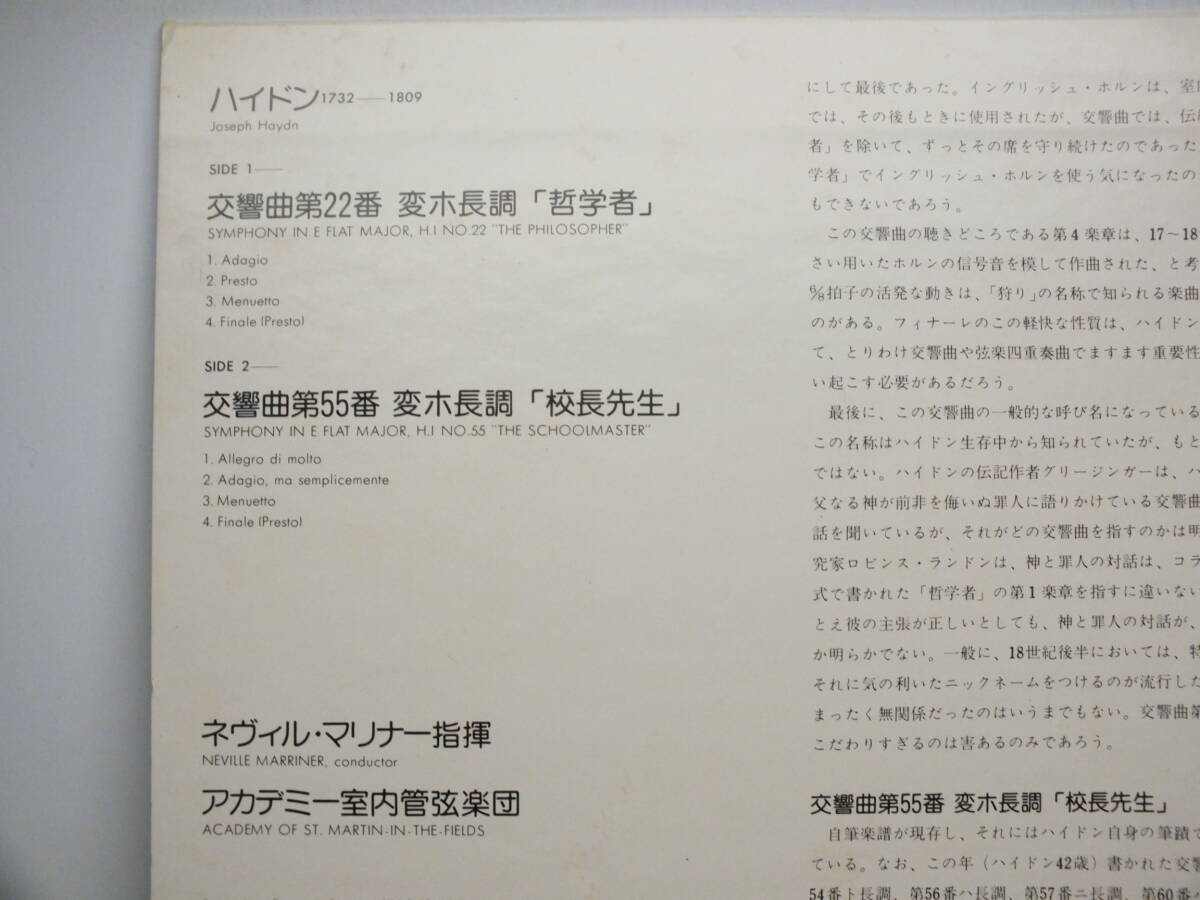 ハイドン1732──1809
Joseph Haydn
SIDE 1──
交響曲第22番 変ホ長調「哲学者」
SYMPHONY IN E FLAT MAJOR, H.I NO.22 "THE PHILOSOPHER"
1. Adagio
2. Presto
3. Menuetto
4. Finale (Presto)
SIDE 2──
交響曲第55番 変ホ長調「校長先生」
SYMPHONY IN E FLAT MAJOR, H.I NO.55 "THE SCHOOLMASTER"
1. Allegro di molto
2. Adagio, ma semplicemente
3. Menuetto
4. Finale (Presto)
ネヴィル・マリナー指揮
NEVILLE MARRINER, conductor
アカデミー室内管弦楽団
ACADEMY OF ST. MARTIN-IN-THE-FIELDS
にして最後であった。イングリッシュ・ホルンは、室
では、その後もときに使用されたが、交響曲では、伝
者」を除いて、ずっとその席を守り続けたのであった
学者」でイングリッシュ・ホルンを使う気になったの
もできないであろう。
この交響曲の聴きどころである第4楽章は、17〜18
さい用いたホルンの信号音を模して作曲された、と考
6/8拍子の活発な動きは、「狩り」の名称で知られる楽曲
のがある。フィナーレのこの軽快な性質は、ハイドン
て、とりわけ交響曲や弦楽四重奏曲でますます重要性
い起こす必要があるだろう。
最後に、この交響曲の一般的な呼び名になっている
この名称はハイドン生存中から知られていたが、もと
ではない。ハイドンの伝記作者グリージンガーは、ハ
父なる神が前非を悔いぬ罪人に語りかけている交響曲
話を聞いているが、それがどの交響曲を指すのかは明
究家ロビンス・ランドンは、神と罪人の対話は、コラ
式で書かれた「哲学者」の第1楽章を指すに違いない
とえ彼の主張が正しいとしても、神と罪人の対話が、
か明らかでない。一般に、18世紀後半においては、特
それに気の利いたニックネームをつけるのが流行した
まったく無関係だったのはいうまでもない。交響曲第
こだわりすぎるのは害あるのみであろう。
交響曲第55番 変ホ長調「校長先生」
自筆楽譜が現存し、それにはハイドン自身の筆蹟で
ている。なお、この年（ハイドン42歳）書かれた交響
54番ト長調、第56番ハ長調、第57番ニ長調、第60番ハ